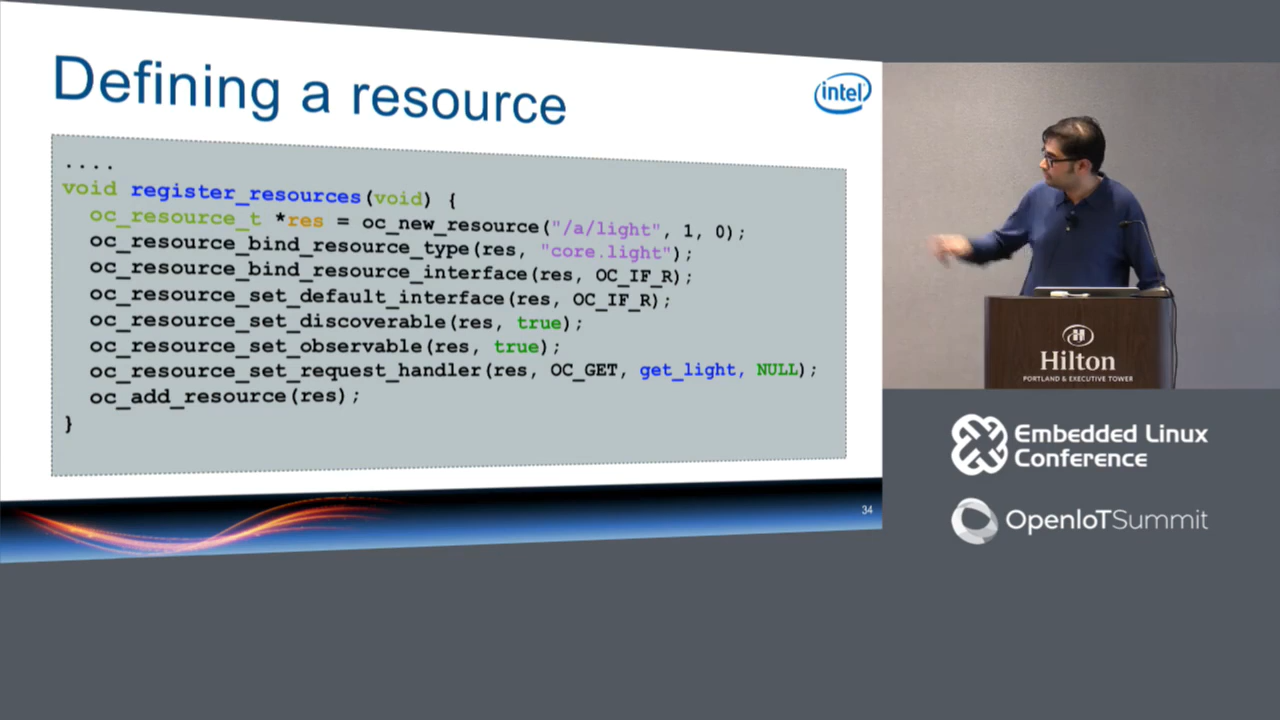 Defining a resource
intel
....
void register_resources(void) {
oc_resource_t *res = oc_new_resource("/a/light", 1, 0);
oc_resource_bind_resource_type(res, "core.light");
oc_resource_bind_resource_interface(res, OC_IF_R);
oc_resource_set_default_interface(res, OC_IF_R);
oc_resource_set_discoverable(res, true);
oc_resource_set_observable(res, true);
oc_resource_set_request_handler(res, OC_GET, get_light, NULL);
oc_add_resource(res);
}
34
Hilton
PORTLAND & EXECUTIVE TOWER
Embedded Linux
Conference
OpenIoTSummit